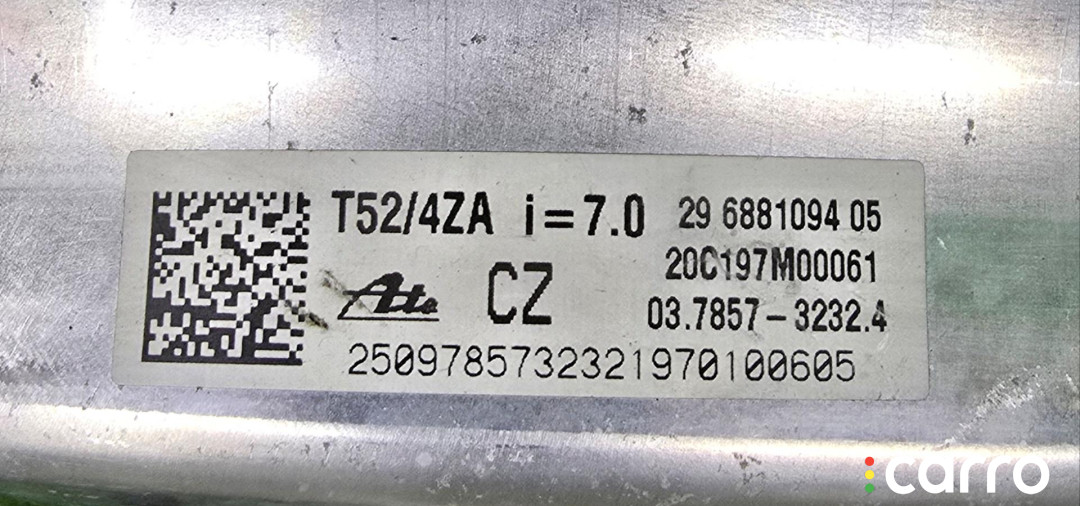 T52/4ZA i=7.0 29 6881094 05
20C197M00061
Ate CZ
03.7857-3232.4
2509785732321970100605
carro